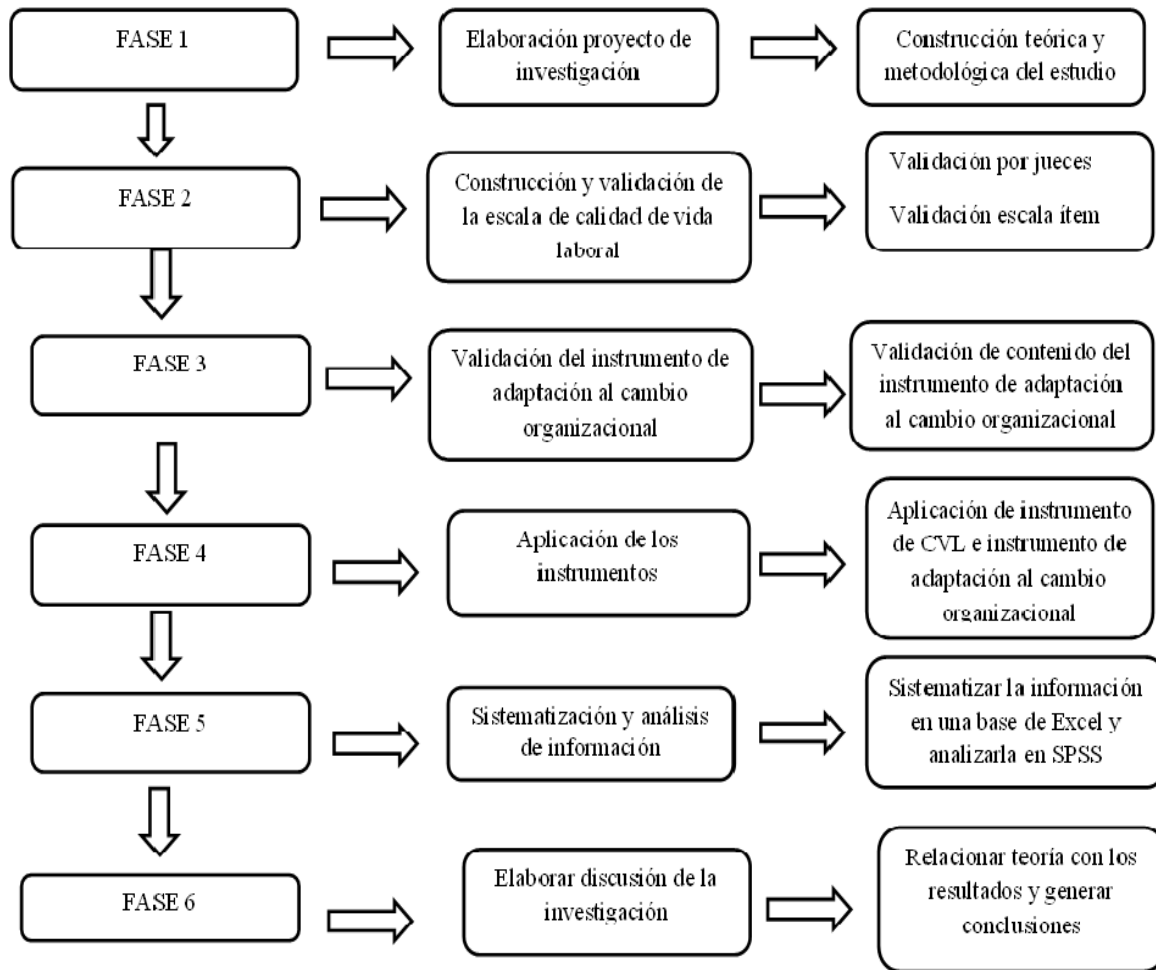 FASE 1
Elaboración proyecto de
investigación
Construcción teórica y
metodológica del estudio
FASE 2
Construcción y validación de
la escala de calidad de vida
laboral
Validación por jueces
Validación escala ítem
FASE 3
Validación del instrumento de
adaptación al cambio
organizacional
Validación de contenido del
instrumento de adaptación
al cambio organizacional
FASE 4
Aplicación de los
instrumentos
Aplicación de instrumento
de CVL e instrumento de
adaptación al cambio
organizacional
FASE 5
Sistematización y análisis
de información
Sistematizar la información
en una base de Excel y
analizarla en SPSS
FASE 6
Elaborar discusión de la
investigación
Relacionar teoría con los
resultados y generar
conclusiones